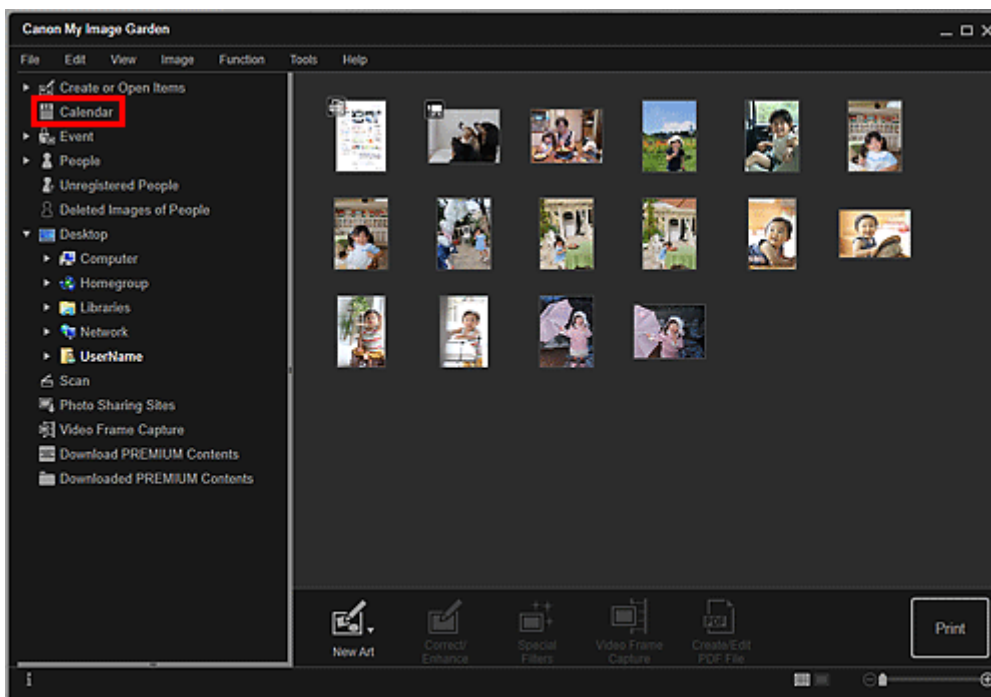 Canon My Image Garden
File Edit View Image Function Tools Help
Create or Open Items
Calendar
Event
People
Unregistered People
Deleted Images of People
Desktop
Computer
Homegroup
Libraries
Network
UserName
Scan
Photo Sharing Sites
Video Frame Capture
Download PREMIUM Contents
Downloaded PREMIUM Contents
New Art
Correct/
Enhance
Special
Filters
Video Frame
Capture
Create/Edit
PDF File
PDF
Print